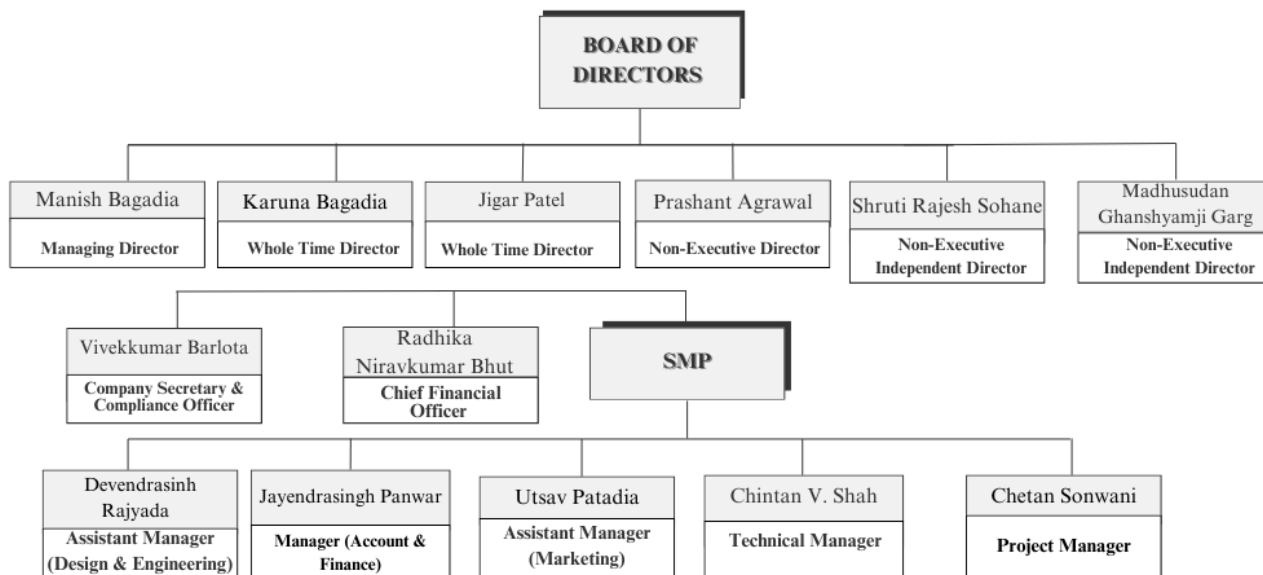 BOARD OF
DIRECTORS
Manish Bagadia
Managing Director
Karuna Bagadia
Whole Time Director
Jigar Patel
Whole Time Director
Prashant Agrawal
Non-Executive Director
Shruti Rajesh Sohane
Non-Executive
Independent Director
Madhusudan
Ghanshyamji Garg
Non-Executive
Independent Director
Vivekkumar Barlota
Company Secretary &
Compliance Officer
Radhika
Niravkumar Bhut
Chief Financial
Officer
SMP
Devendrasinh
Rajyada
Assistant Manager
(Design & Engineering)
Jayendrasingh Panwar
Manager (Account &
Finance)
Utsav Patadia
Assistant Manager
(Marketing)
Chintan V. Shah
Technical Manager
Chetan Sonwani
Project Manager